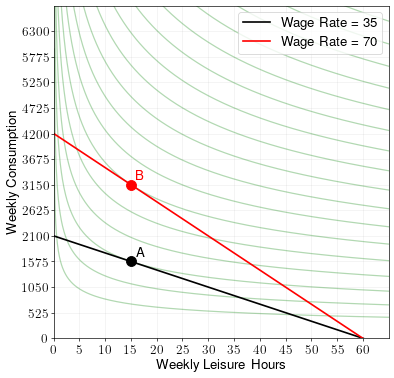 Wage Rate = 35
Wage Rate = 70
6300
5775
5250
4725
4200
3675
3150
2625
2100
1575
1050
525
0
Weekly Consumption
B
A
0 5 10 15 20 25 30 35 40 45 50 55 60
Weekly Leisure Hours